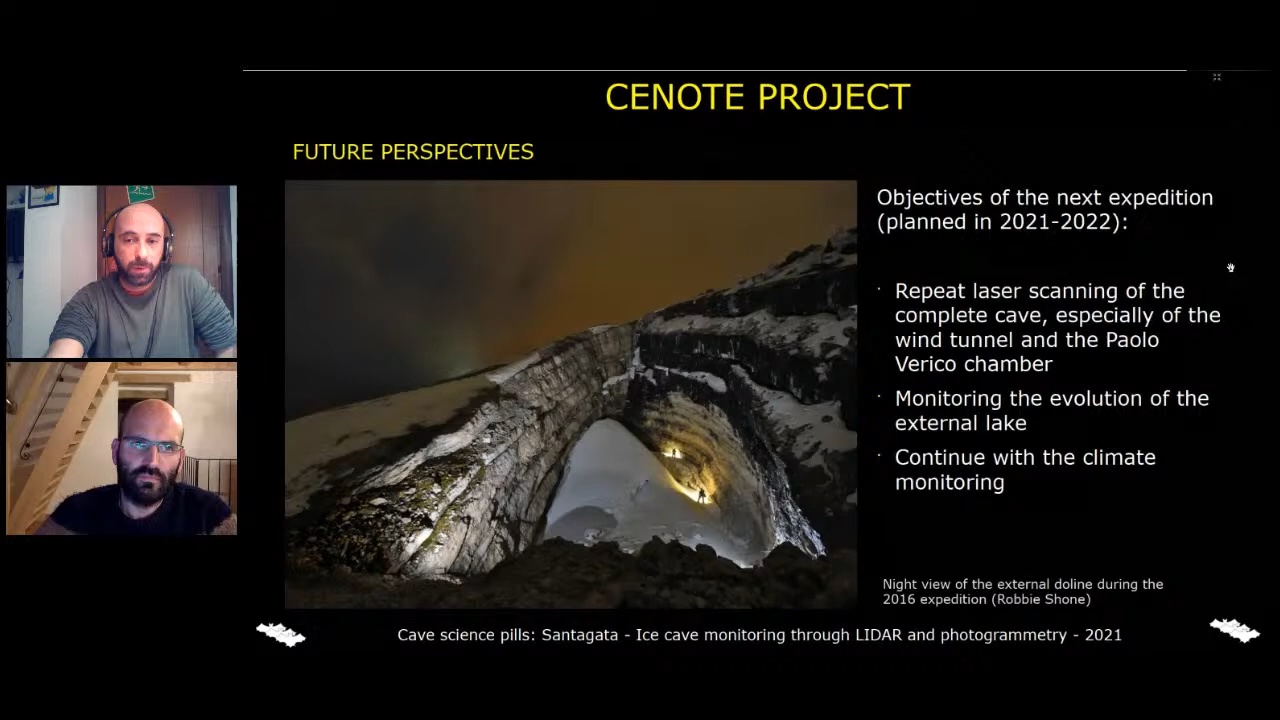 CENOTE PROJECT
FUTURE PERSPECTIVES
Objectives of the next expedition
(planned in 2021-2022):
· Repeat laser scanning of the
complete cave, especially of the
wind tunnel and the Paolo
Verico chamber
· Monitoring the evolution of the
external lake
· Continue with the climate
monitoring
Night view of the external doline during the
2016 expedition (Robbie Shone)
Cave science pills: Santagata - Ice cave monitoring through LIDAR and photogrammetry - 2021